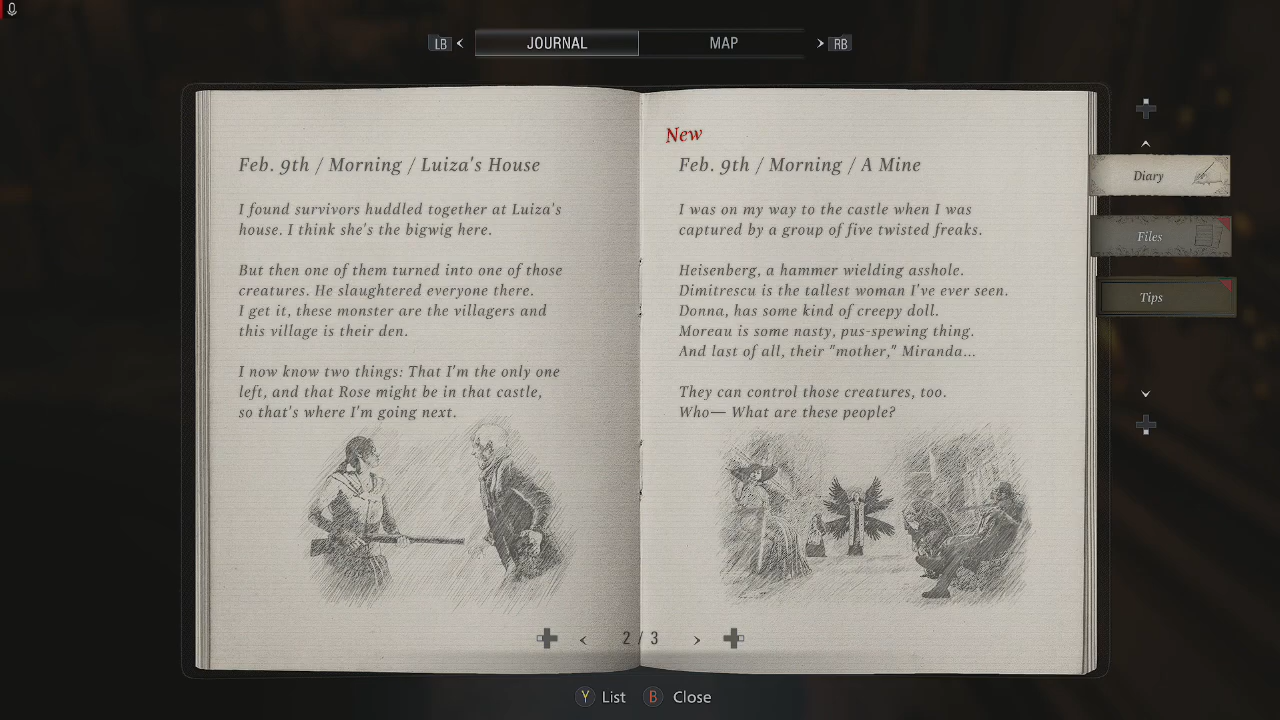 LB
JOURNAL
MAP
RB
Feb. 9th / Morning / Luiza's House
I found survivors huddled together at Luiza's
house. I think she's the bigwig here.
But then one of them turned into one of those
creatures. He slaughtered everyone there.
I get it, these monster are the villagers and
this village is their den.
I now know two things: That I'm the only one
left, and that Rose might be in that castle,
so that's where I'm going next.
New
Feb. 9th / Morning / A Mine
I was on my way to the castle when I was
captured by a group of five twisted freaks.
Heisenberg, a hammer wielding asshole.
Dimitrescu is the tallest woman I've ever seen.
Donna, has some kind of creepy doll.
Moreau is some nasty, pus-spewing thing.
And last of all, their "mother," Miranda...
They can control those creatures, too.
Who— What are these people?
Diary
Files
Tips
2 / 3
Y List B Close